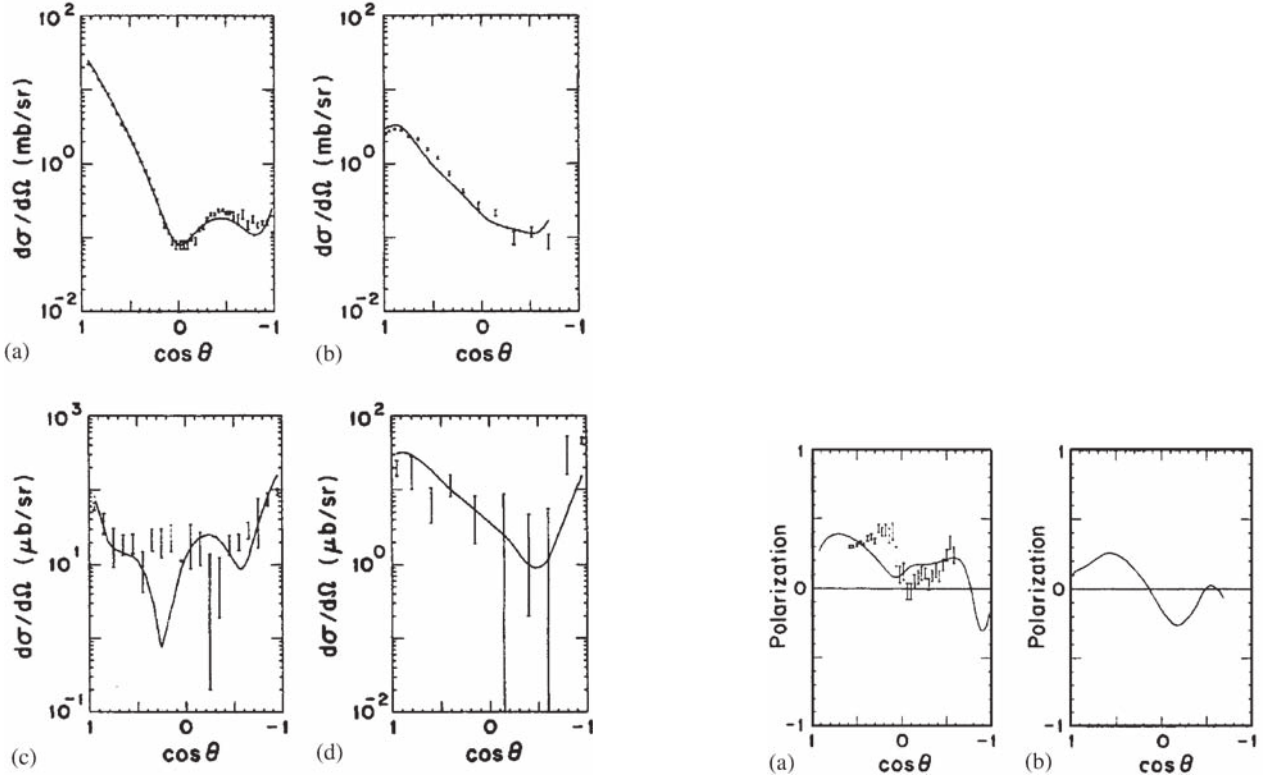 10²
10⁰
10⁻²
dσ/dΩ (mb/sr)
1 0 -1
cos θ
(a)
10²
10⁰
10⁻²
dσ/dΩ (mb/sr)
1 0 -1
cos θ
(b)
10³
10¹
10⁻¹
dσ/dΩ (μb/sr)
1 0 -1
cos θ
(c)
10²
10⁰
10⁻²
dσ/dΩ (μb/sr)
1 0 -1
cos θ
(d)
1
0
-1
Polarization
1 0 -1
cos θ
(a)
1
0
-1
Polarization
1 0 -1
cos θ
(b)